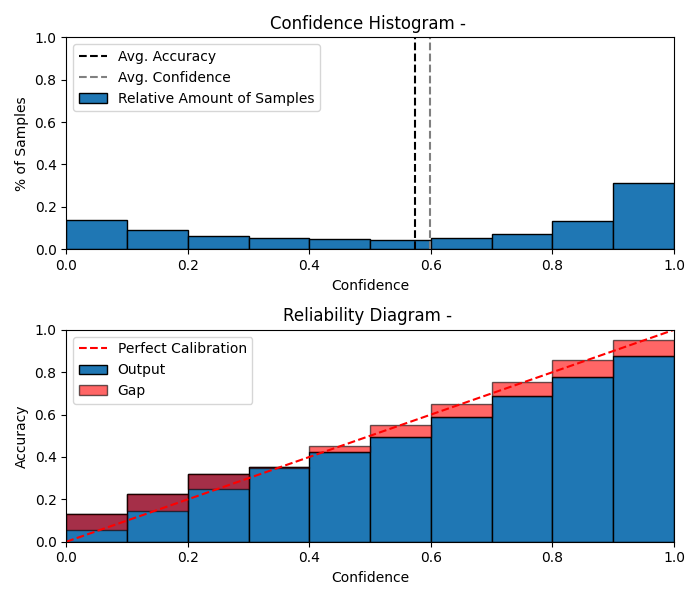 Confidence Histogram -
1.0
0.8
0.6
0.4
0.2
0.0
% of Samples
Avg. Accuracy
Avg. Confidence
Relative Amount of Samples
0.0 0.2 0.4 0.6 0.8 1.0
Confidence
Reliability Diagram -
1.0
0.8
0.6
0.4
0.2
0.0
Accuracy
Perfect Calibration
Output
Gap
0.0 0.2 0.4 0.6 0.8 1.0
Confidence